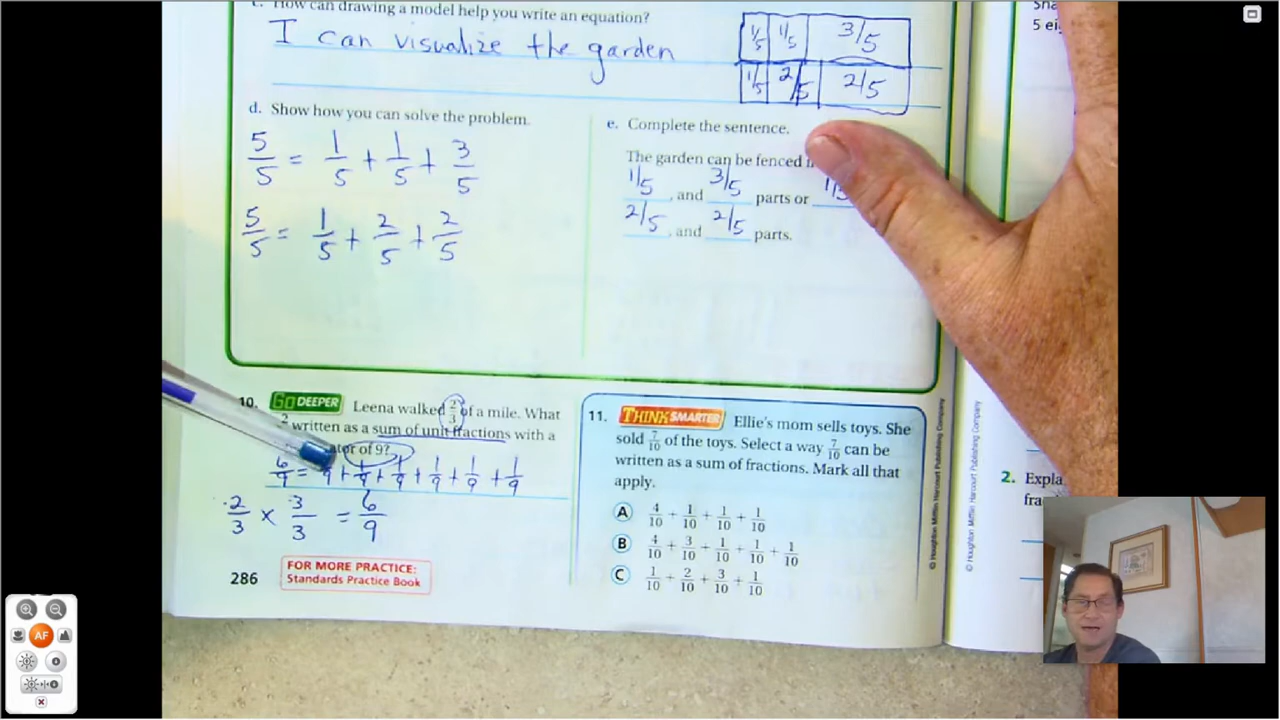 How can drawing a model help you write an equation?
I can visualize the garden
1/5 1/5 3/5
1/5 2/5 2/5
d. Show how you can solve the problem.
5/5 = 1/5 + 1/5 + 3/5
5/5 = 1/5 + 2/5 + 2/5
e. Complete the sentence.
The garden can be fenced
1/5, and 3/5 parts or
2/5, and 2/5 parts.
10. GO DEEPER Leena walked 2/3 of a mile. What
written as a sum of unit fractions with a
of 9?
6/9 = 1/9 + 1/9 + 1/9 + 1/9 + 1/9 + 1/9
2/3 × 3/3 = 6/9
FOR MORE PRACTICE:
Standards Practice Book
286
11. THINK SMARTER Ellie's mom sells toys. She
sold 7/10 of the toys. Select a way 7/10 can be
written as a sum of fractions. Mark all that
apply.
A 4/10 + 1/10 + 1/10 + 1/10
B 4/10 + 3/10 + 1/10 + 1/10 + 1/10
C 1/10 + 2/10 + 3/10 + 1/10
© Houghton Mifflin Harcourt Publishing Company
© Houghton Mifflin Harcourt Publishing Company
5
2.
AF